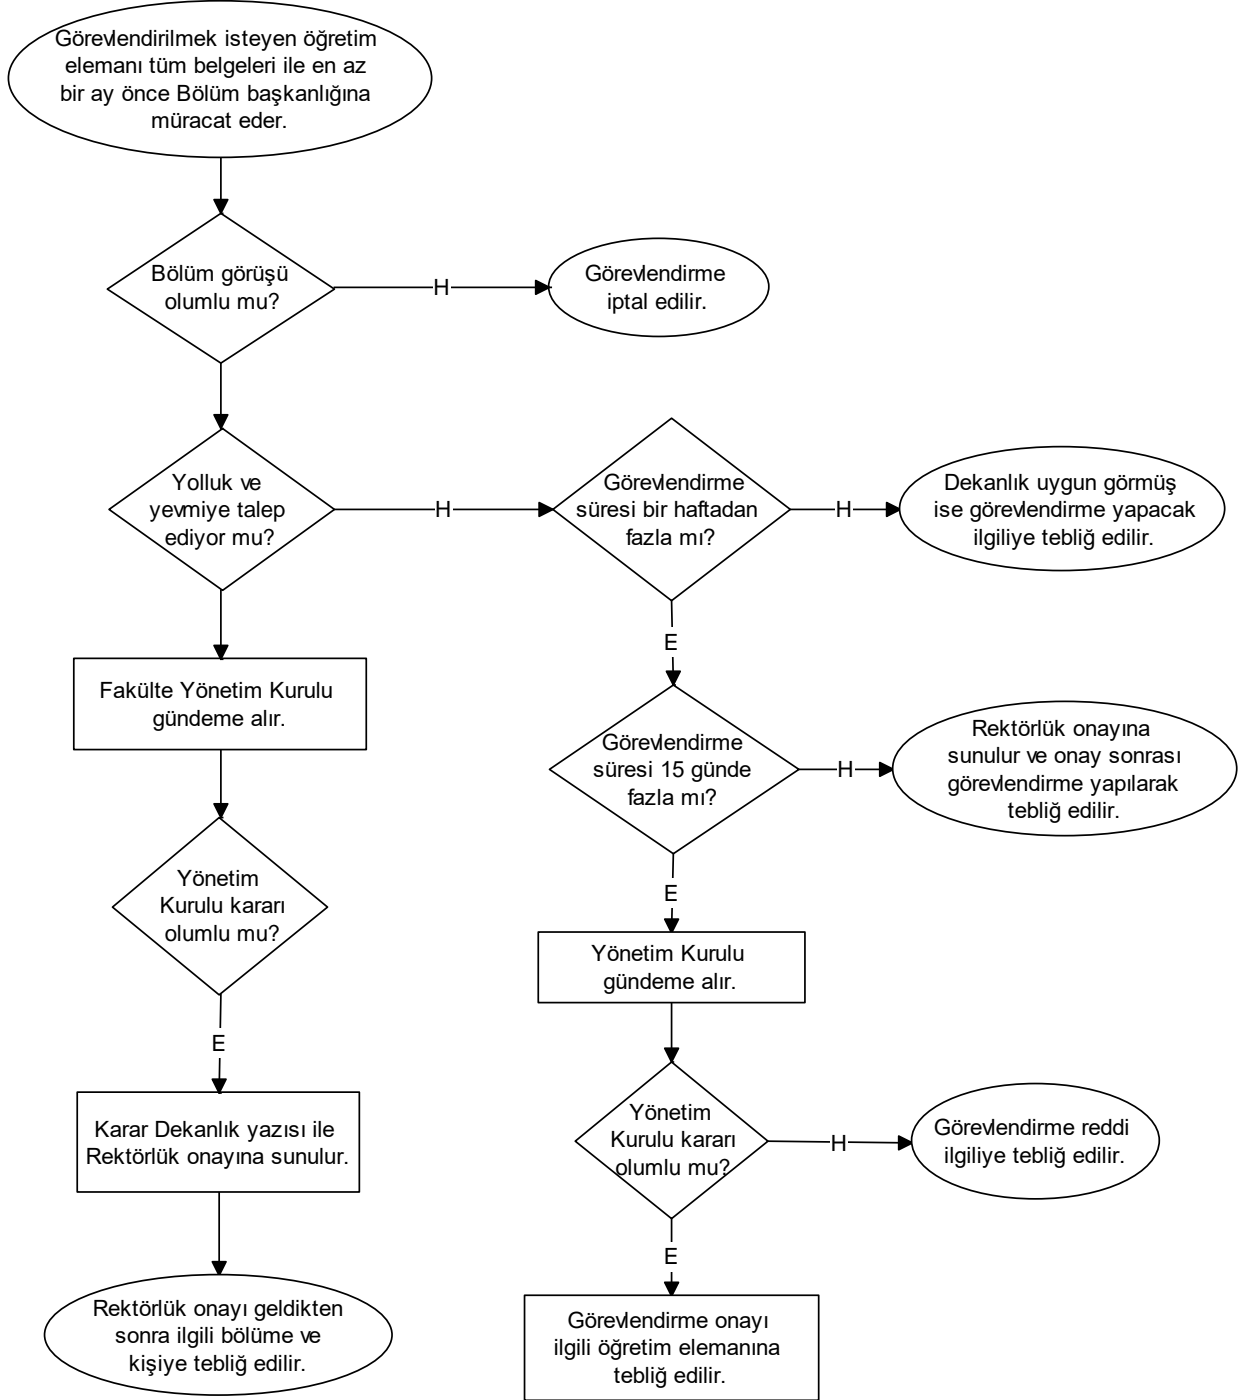 Görevlendirilmek isteyen öğretim
elemanı tüm belgeleri ile en az
bir ay önce Bölüm başkanlığına
müracat eder.
Bölüm görüşü
olumlu mu?
H
Görevlendirme
iptal edilir.
Yolluk ve
yevmiye talep
ediyor mu?
H
Görevlendirme
süresi bir haftadan
fazla mı?
H
Dekanlık uygun görmüş
ise görevlendirme yapacak
ilgiliye tebliğ edilir.
E
Fakülte Yönetim Kurulu
gündeme alır.
Görevlendirme
süresi 15 günde
fazla mı?
H
Rektörlük onayına
sunulur ve onay sonrası
görevlendirme yapılarak
tebliğ edilir.
E
Yönetim
Kurulu kararı
olumlu mu?
Yönetim Kurulu
gündeme alır.
E
Karar Dekanlık yazısı ile
Rektörlük onayına sunulur.
Yönetim
Kurulu kararı
olumlu mu?
H
Görevlendirme reddi
ilgiliye tebliğ edilir.
E
Rektörlük onayı geldikten
sonra ilgili bölüme ve
kişiye tebliğ edilir.
Görevlendirme onayı
ilgili öğretim elemanına
tebliğ edilir.